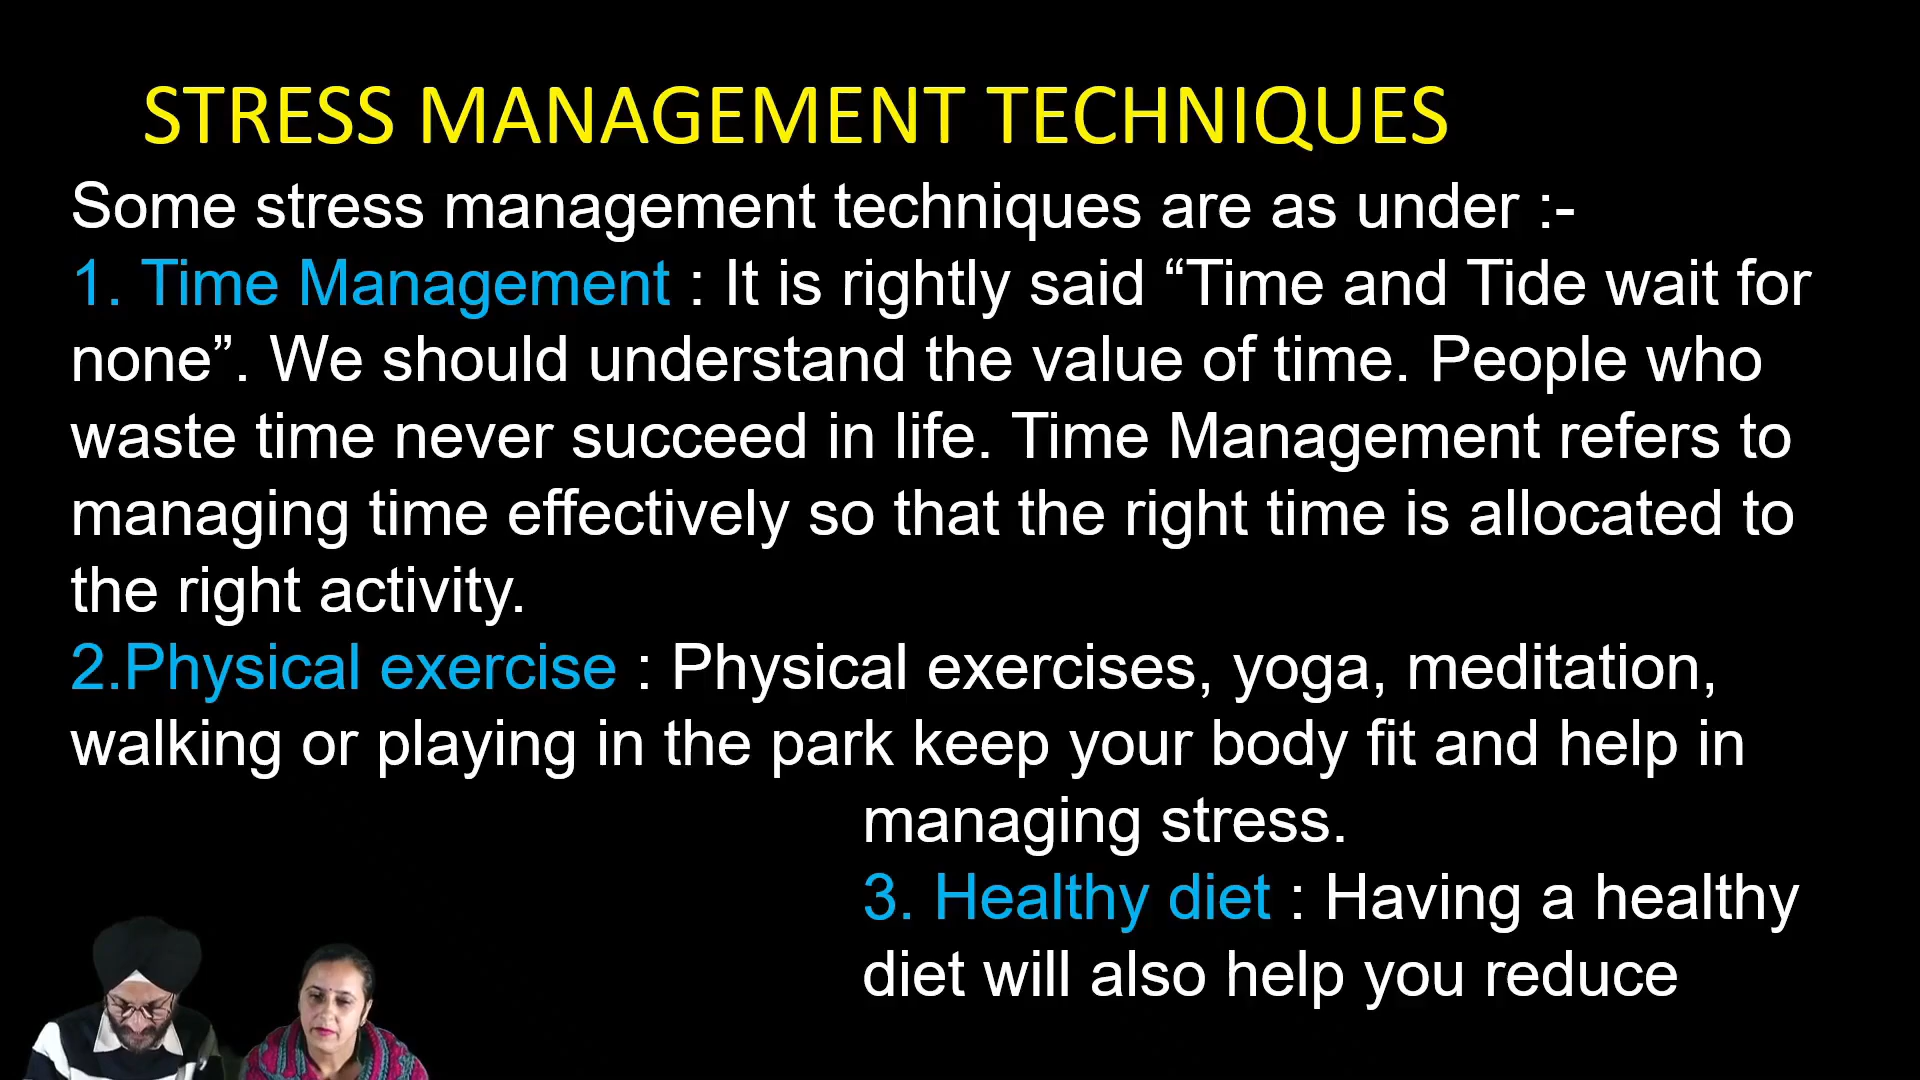 STRESS MANAGEMENT TECHNIQUES
Some stress management techniques are as under :-
1. Time Management : It is rightly said “Time and Tide wait for
none”. We should understand the value of time. People who
waste time never succeed in life. Time Management refers to
managing time effectively so that the right time is allocated to
the right activity.
2.Physical exercise : Physical exercises, yoga, meditation,
walking or playing in the park keep your body fit and help in
managing stress.
3. Healthy diet : Having a healthy
diet will also help you reduce